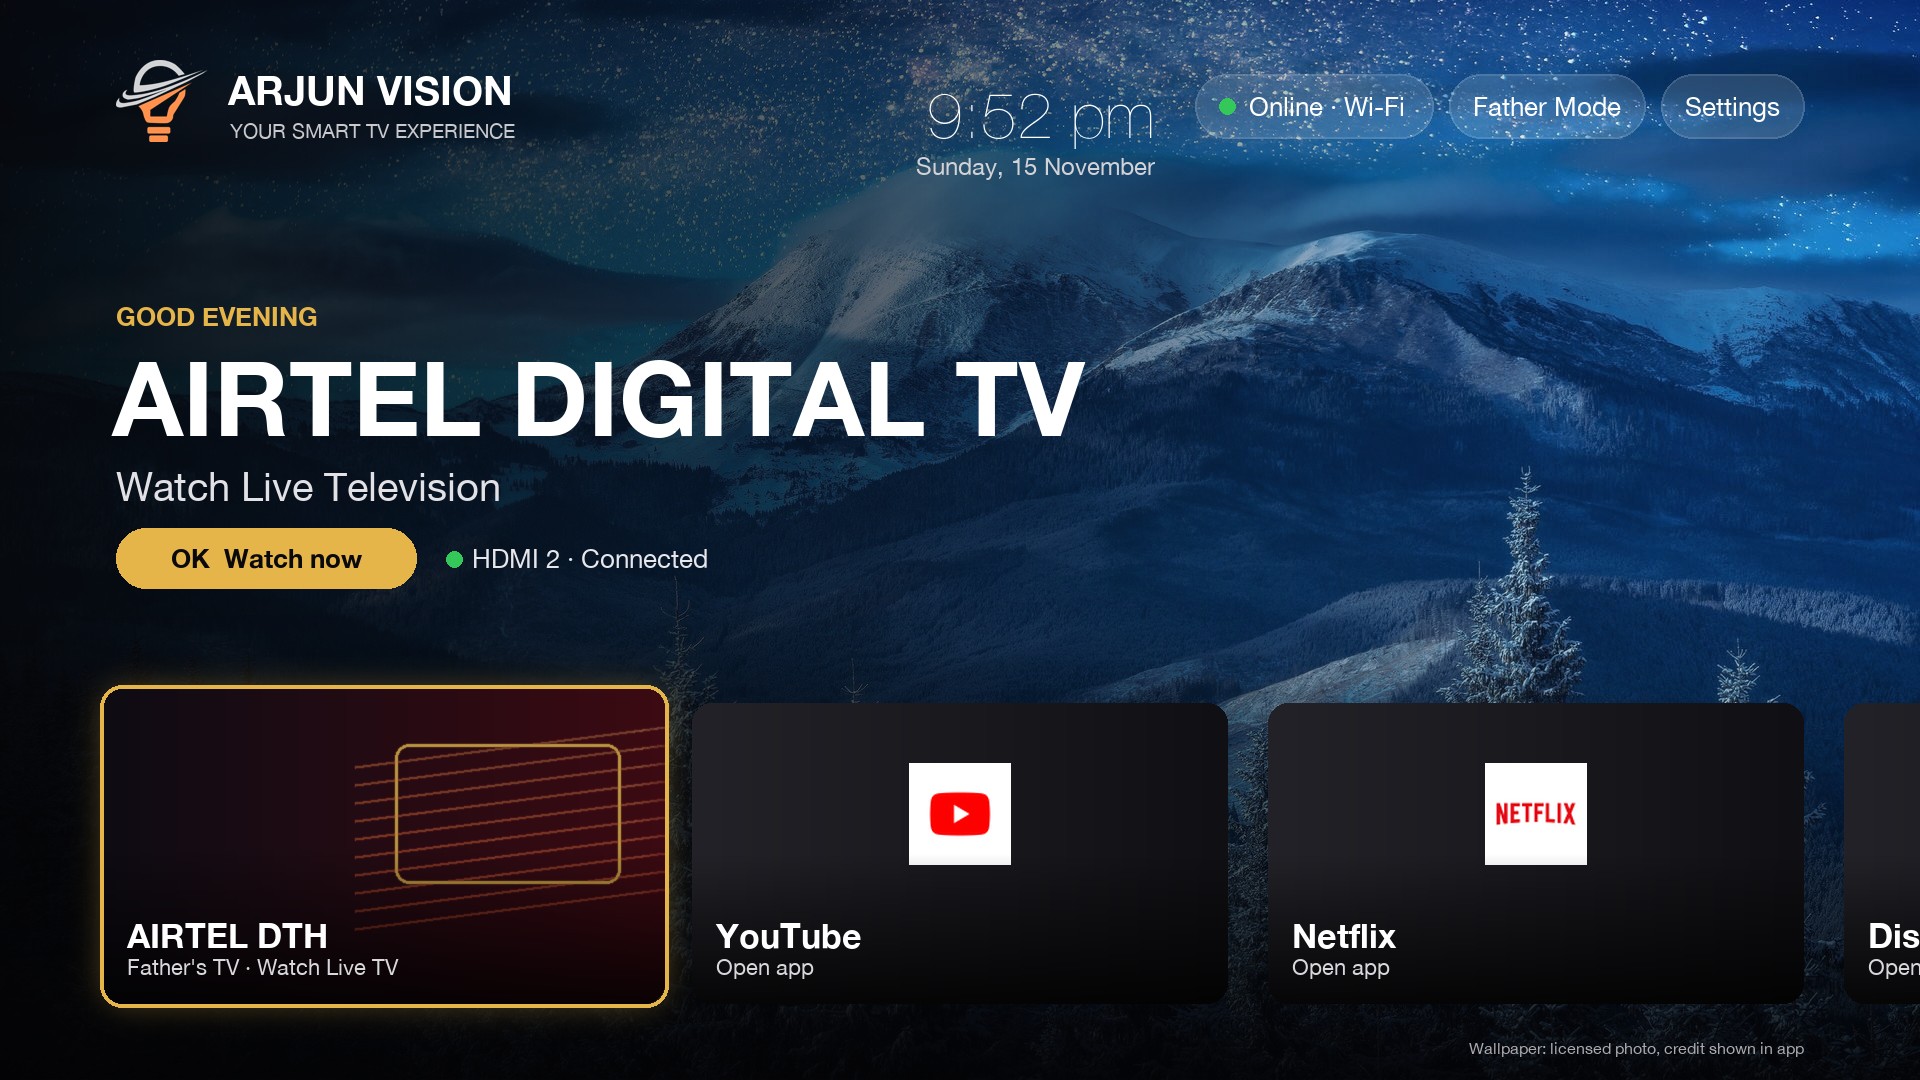 ARJUN VISION
YOUR SMART TV EXPERIENCE
9:52 pm
Sunday, 15 November
Online · Wi-Fi
Father Mode
Settings
GOOD EVENING
AIRTEL DIGITAL TV
Watch Live Television
OK Watch now
HDMI 2 · Connected
AIRTEL DTH
Father's TV · Watch Live TV
YouTube
Open app
NETFLIX
Netflix
Open app
Dis
Open
Wallpaper: licensed photo, credit shown in app